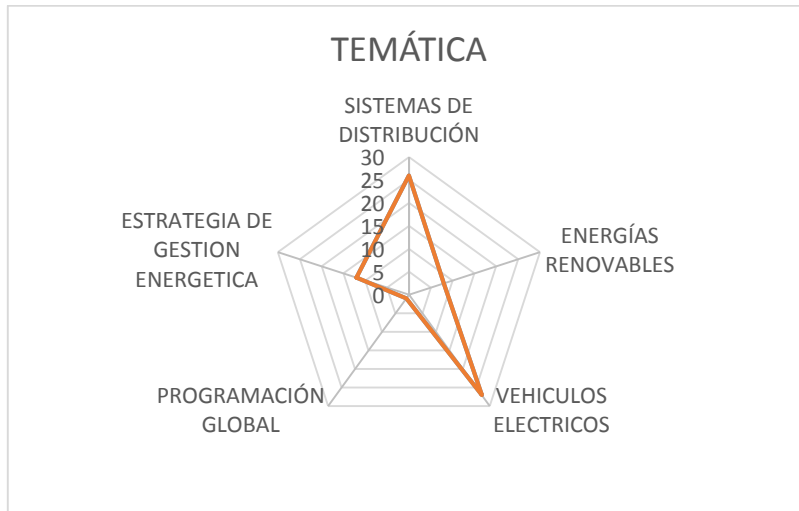 TEMÁTICA
SISTEMAS DE
DISTRIBUCIÓN
30
25
20
15
10
5
0
ENERGÍAS
RENOVABLES
VEHICULOS
ELECTRICOS
PROGRAMACIÓN
GLOBAL
ESTRATEGIA DE
GESTION
ENERGETICA